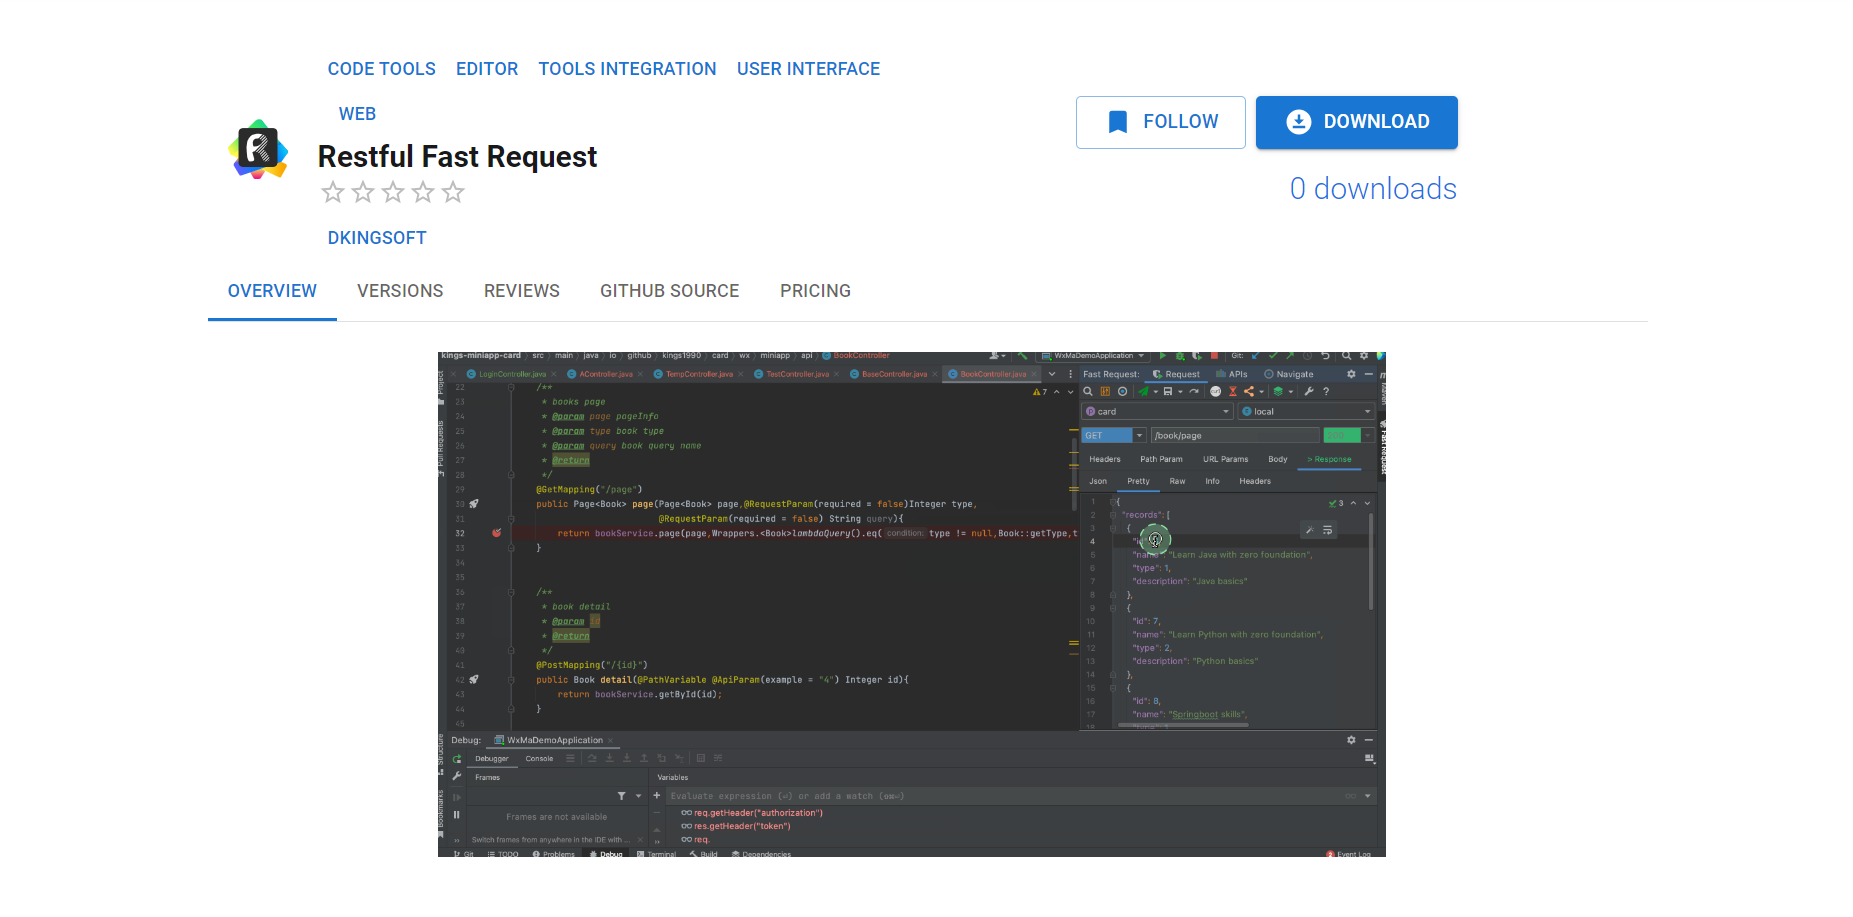 CODE TOOLS EDITOR TOOLS INTEGRATION USER INTERFACE
WEB
FOLLOW
DOWNLOAD
Restful Fast Request
0 downloads
DKINGSOFT
OVERVIEW VERSIONS REVIEWS GITHUB SOURCE PRICING
kings-miniapp-card src main java io github kings1990 card wx miniapp api BookController
WxMaDemoApplication Git:
LoginController.java AController.java TempController.java TestController.java BaseController.java BookController.java
Fast Request: Request APIs Navigate
Project
Pull Requests
Structure
Bookmarks
Fast Request
7
22 /**
23 * books page
24 * @param page pageInfo
25 * @param type book type
26 * @param query book query name
27 * @return
28 */
29 @GetMapping("/page")
30 public Page<Book> page(Page<Book> page,@RequestParam(required = false)Integer type,
31 @RequestParam(required = false) String query){
32 return bookService.page(page,Wrappers.<Book>lambdaQuery().eq( condition: type != null,Book::getType,t
33 }
34
35
36 /**
37 * book detail
38 * @param id
39 * @return
40 */
41 @PostMapping("/{id}")
42 public Book detail(@PathVariable @ApiParam(example = "4") Integer id){
43 return bookService.getById(id);
44 }
45
card local
GET /book/page
Headers Path Param URL Params Body > Response
Json Pretty Raw Info Headers
3
1 {
2 "records": [
3 {
4
5 "name": "Learn Java with zero foundation",
6 "type": 1,
7 "description": "Java basics"
8 },
9 {
10 "id": 7,
11 "name": "Learn Python with zero foundation",
12 "type": 2,
13 "description": "Python basics"
14 },
15 {
16 "id": 8,
17 "name": "Springboot skills",
18
Debug: WxMaDemoApplication
Debugger Console
Frames
Variables
Evaluate expression (⏎) or add a watch (⇧⌘⏎)
Frames are not available
Switch frames from anywhere in the IDE with ...
req.getHeader("authorization")
res.getHeader("token")
req.
Git TODO Problems Debug Terminal Build Dependencies
2 Event Log